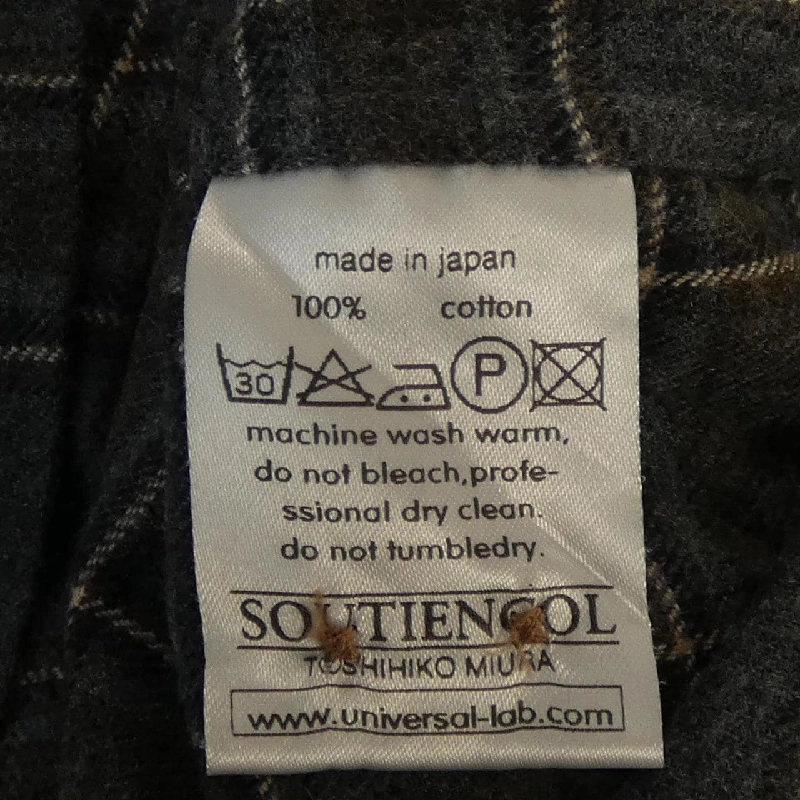 made in japan
100% cotton
30 P
machine wash warm,
do not bleach,profe-
ssional dry clean.
do not tumbledry.
SOUTIENCOL
TOSHIHIKO MIURA
www.universal-lab.com